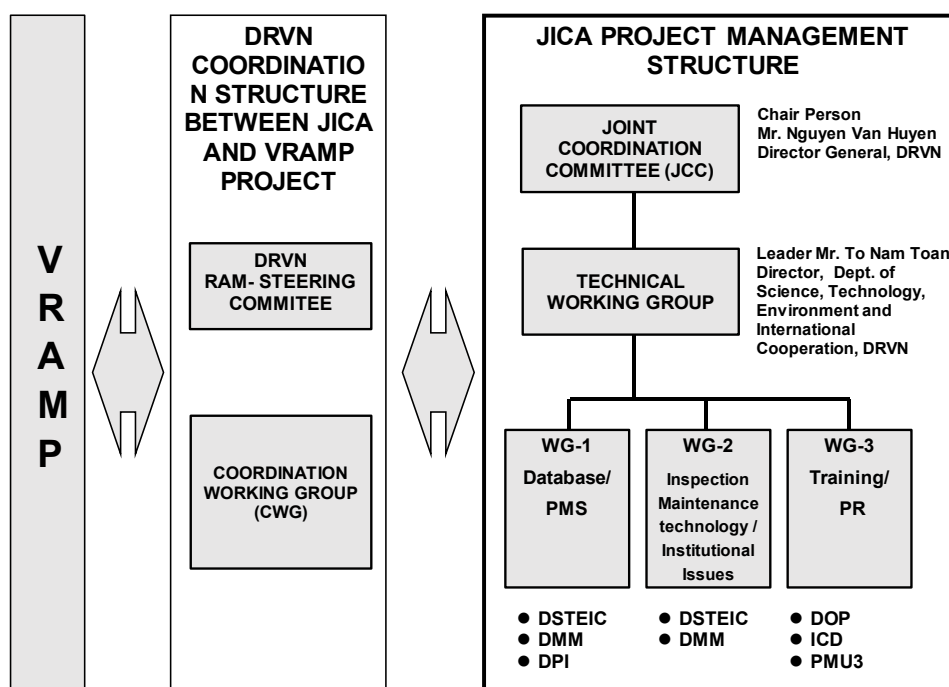 V
R
A
M
P
DRVN
COORDINATIO
N STRUCTURE
BETWEEN JICA
AND VRAMP
PROJECT
DRVN
RAM- STEERING
COMMITEE
COORDINATION
WORKING GROUP
(CWG)
JICA PROJECT MANAGEMENT
STRUCTURE
JOINT
COORDINATION
COMMITTEE (JCC)
Chair Person
Mr. Nguyen Van Huyen
Director General, DRVN
TECHNICAL
WORKING GROUP
Leader Mr. To Nam Toan
Director, Dept. of
Science, Technology,
Environment and
International
Cooperation, DRVN
WG-1
Database/
PMS
WG-2
Inspection
Maintenance
technology /
Institutional
Issues
WG-3
Training/
PR
● DSTEIC
● DMM
● DPI
● DSTEIC
● DMM
● DOP
● ICD
● PMU3